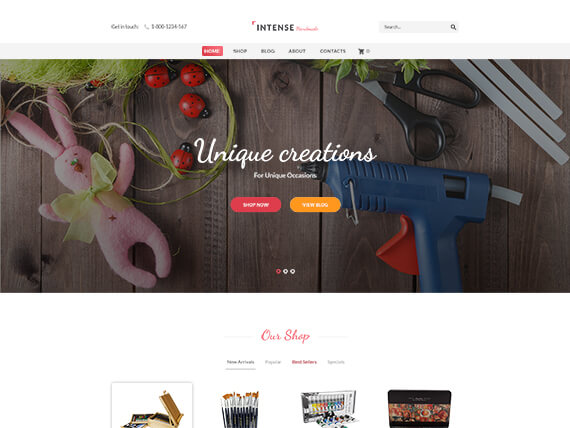 Get in touch: 1-800-1234-567
INTENSE Handmade
Search...
HOME SHOP BLOG ABOUT CONTACTS 0
Unique creations
For Unique Occasions
SHOP NOW VIEW BLOG
Our Shop
New Arrivals Popular Best Sellers Specials